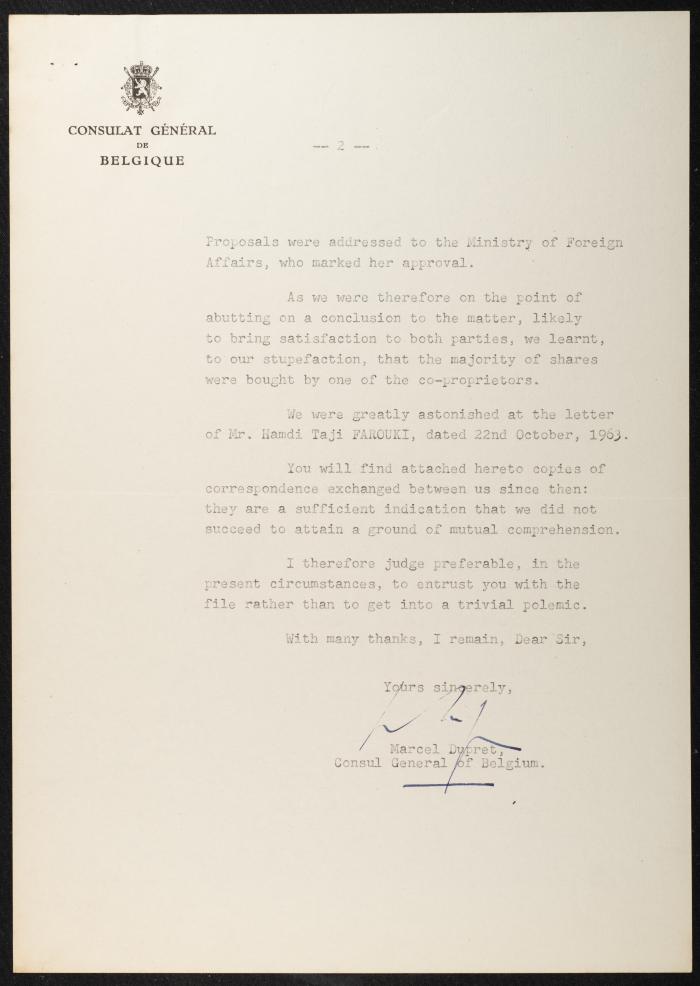 CONSULAT GÉNÉRAL
DE
BELGIQUE
-- 2 --
Proposals were addressed to the Ministry of Foreign
Affairs, who marked her approval.
As we were therefore on the point of
abutting on a conclusion to the matter, likely
to bring satisfaction to both parties, we learnt,
to our stupefaction, that the majority of shares
were bought by one of the co-proprietors.
We were greatly astonished at the letter
of Mr. Hamdi Taji FAROUKI, dated 22nd October, 1963.
You will find attached hereto copies of
correspondence exchanged between us since then:
they are a sufficient indication that we did not
succeed to attain a ground of mutual comprehension.
I therefore judge preferable, in the
present circumstances, to entrust you with the
file rather than to get into a trivial polemic.
With many thanks, I remain, Dear Sir,
Yours sincerely,
Marcel Dupret,
Consul General of Belgium.